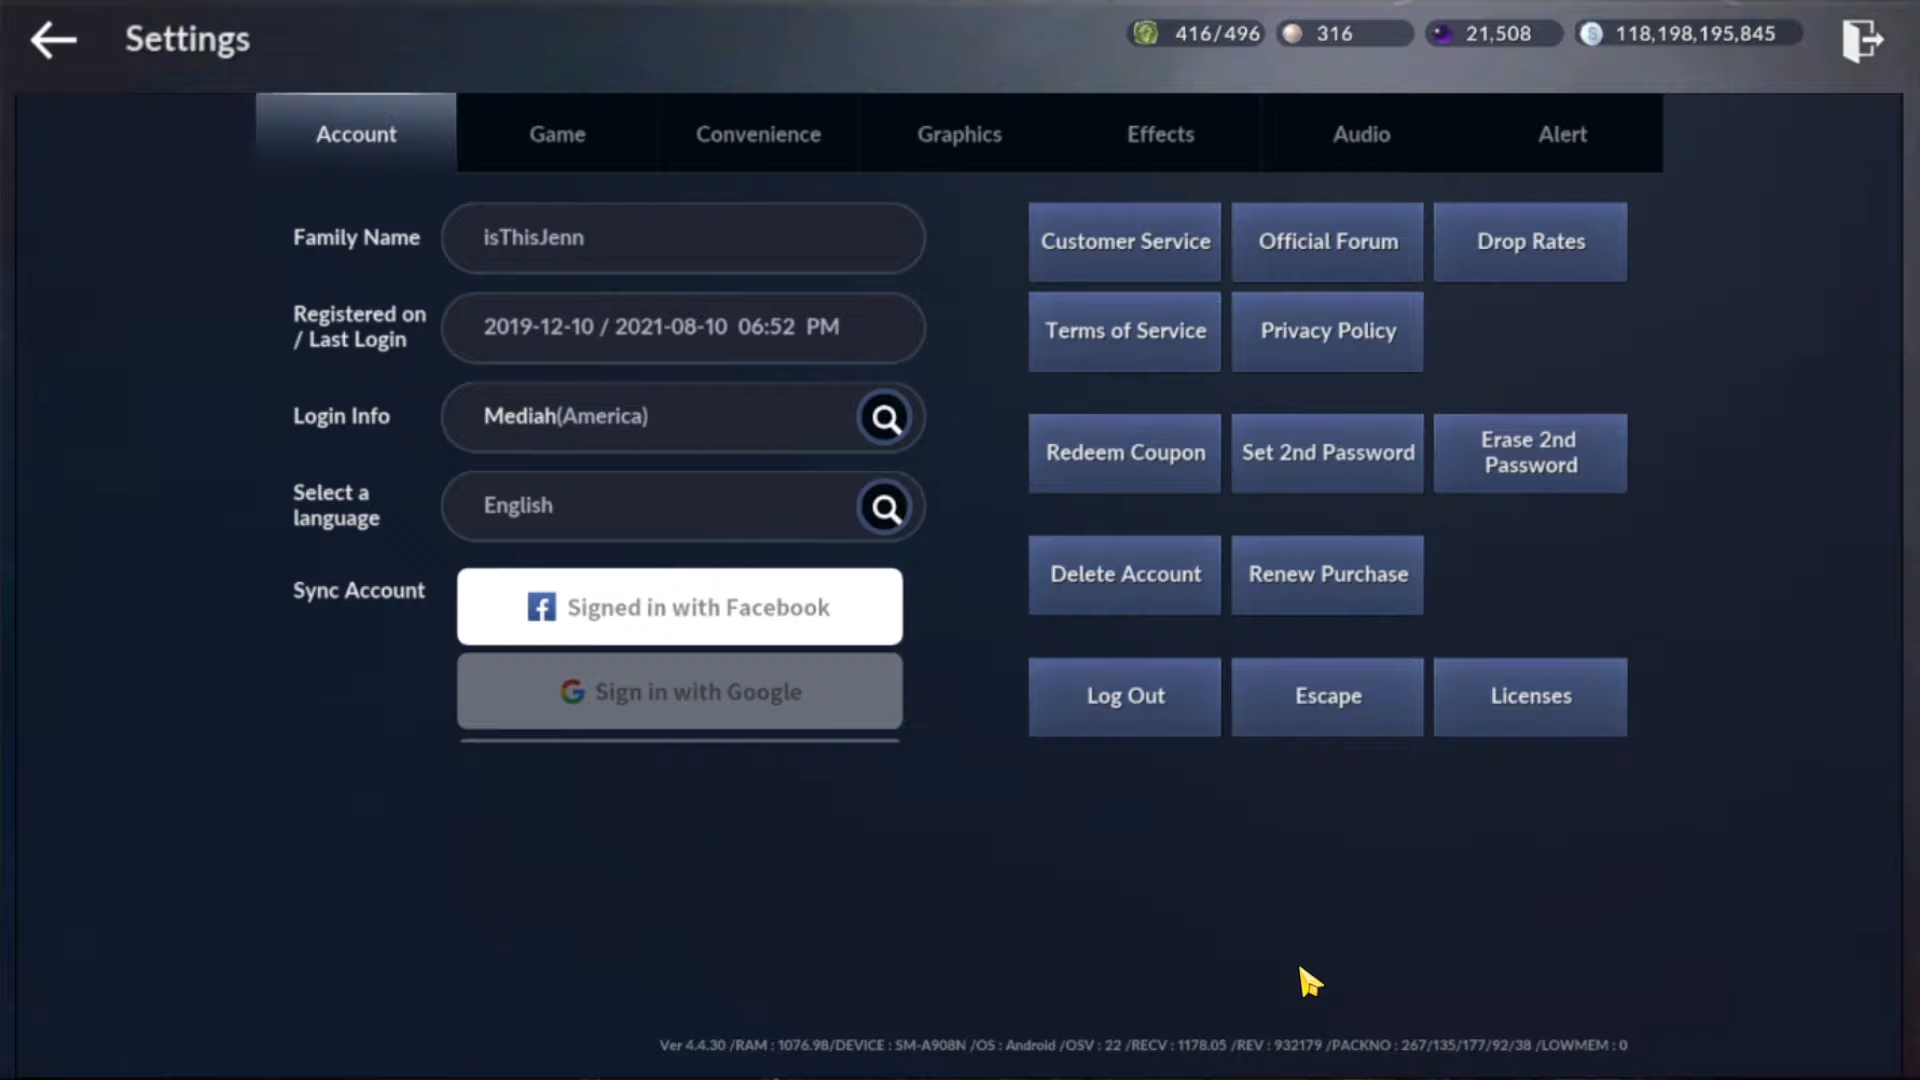 Settings
416/496
316
21,508
118,198,195,845
Account
Game
Convenience
Graphics
Effects
Audio
Alert
Family Name
isThisJenn
Registered on
/ Last Login
2019-12-10 / 2021-08-10 06:52 PM
Login Info
Mediah(America)
Select a
language
English
Sync Account
Signed in with Facebook
Sign in with Google
Customer Service
Official Forum
Drop Rates
Terms of Service
Privacy Policy
Redeem Coupon
Set 2nd Password
Erase 2nd
Password
Delete Account
Renew Purchase
Log Out
Escape
Licenses
Ver 4.4.30 /RAM : 1076.98/DEVICE : SM-A908N /OS : Android /OSV : 22 /RECV : 1178.05 /REV : 932179 /PACKNO : 267/135/177/92/38 /LOWMEM : 0